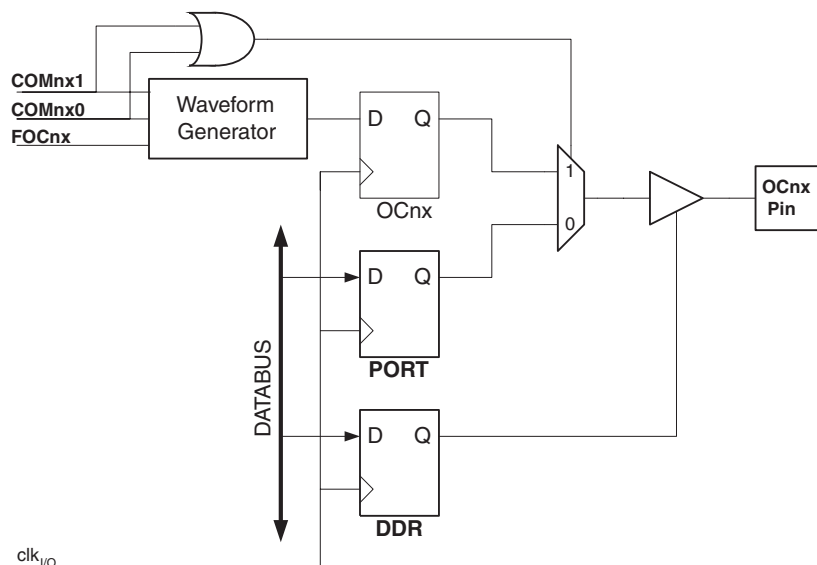 COMnx1
COMnx0
FOCnx
Waveform
Generator
D Q
OCnx
1
0
OCnx
Pin
D Q
PORT
DATABUS
D Q
DDR
clkI/O